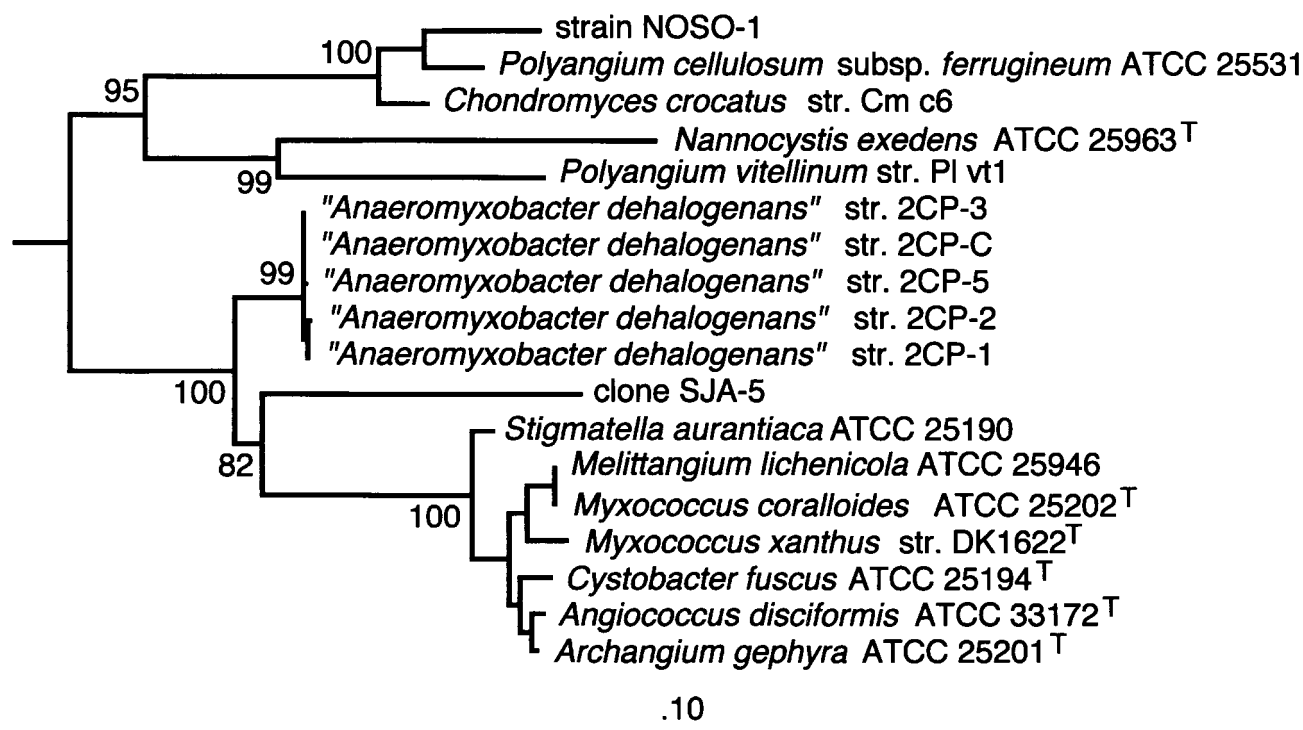 strain NOSO-1
100
Polyangium cellulosum subsp. ferrugineum ATCC 25531
95
Chondromyces crocatus str. Cm c6
Nannocystis exedens ATCC 25963T
99
Polyangium vitellinum str. Pl vt1
"Anaeromyxobacter dehalogenans" str. 2CP-3
"Anaeromyxobacter dehalogenans" str. 2CP-C
99
"Anaeromyxobacter dehalogenans" str. 2CP-5
"Anaeromyxobacter dehalogenans" str. 2CP-2
"Anaeromyxobacter dehalogenans" str. 2CP-1
100
clone SJA-5
Stigmatella aurantiaca ATCC 25190
82
Melittangium lichenicola ATCC 25946
Myxococcus coralloides ATCC 25202T
100
Myxococcus xanthus str. DK1622T
Cystobacter fuscus ATCC 25194T
Angiococcus disciformis ATCC 33172T
Archangium gephyra ATCC 25201T
.10